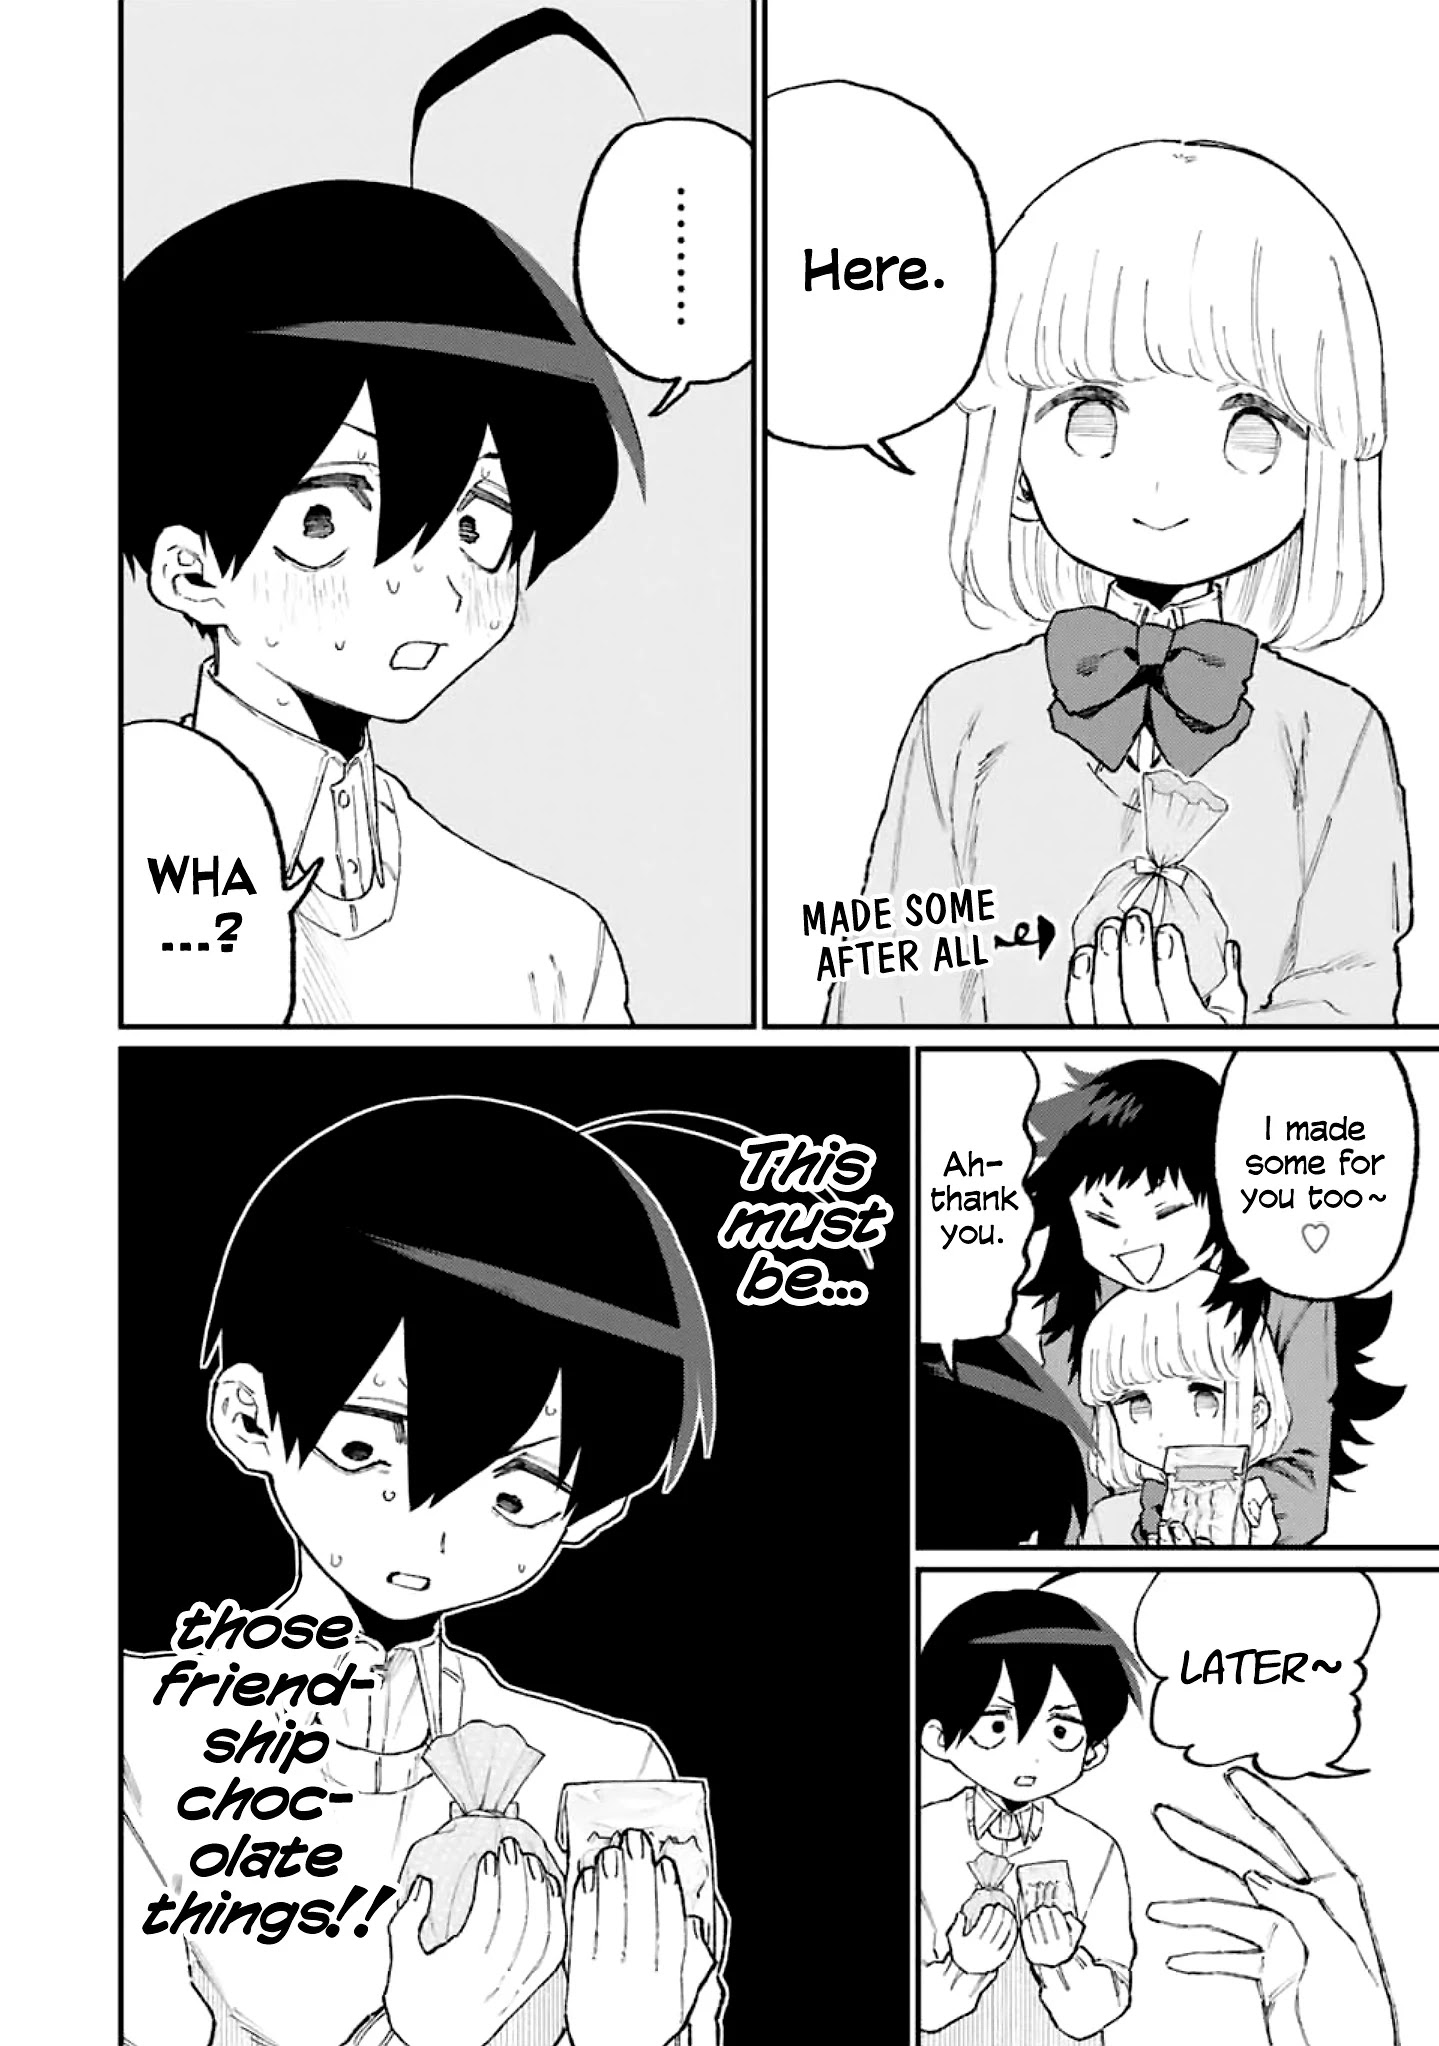 Here.
MADE SOME
AFTER ALL
.........
WHA
...?
I made
some for
you too~
♡
Ah-
thank
you.
LATER~
This
must
be...
those
friend-
ship
choc-
olate
things!!